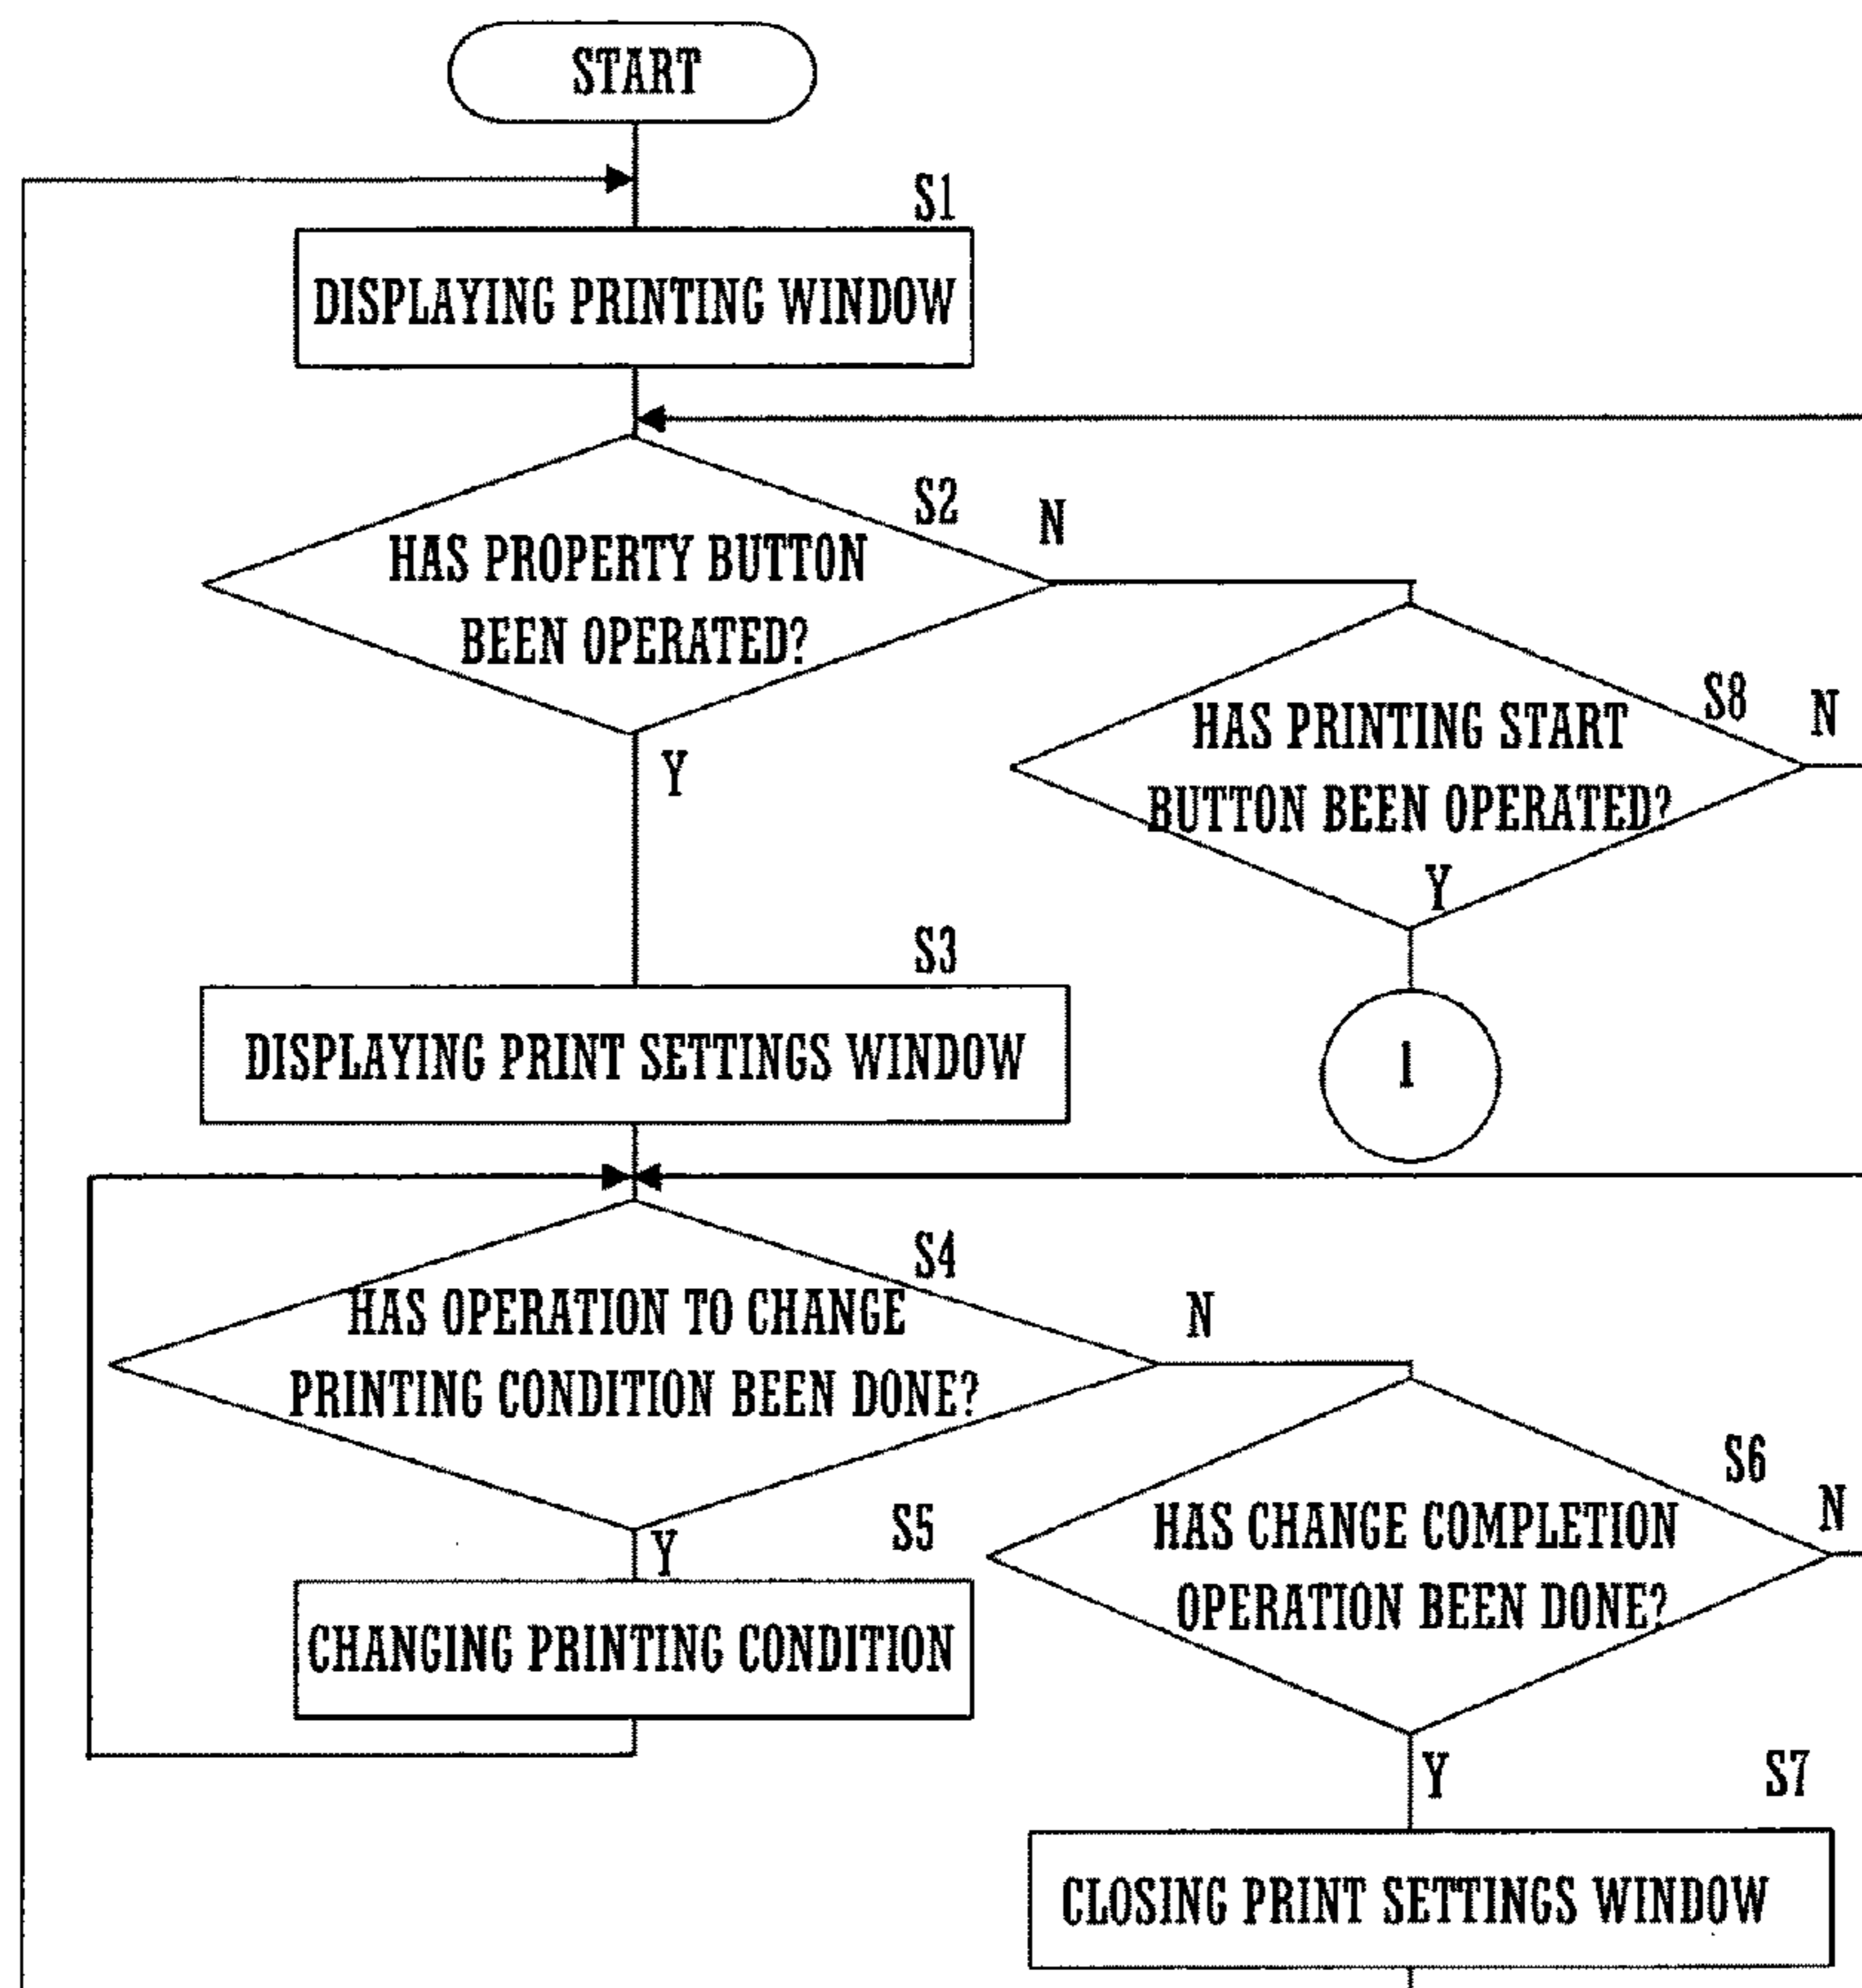 START
S1
DISPLAYING PRINTING WINDOW
S2
N
HAS PROPERTY BUTTON
BEEN OPERATED?
Y
S8
N
HAS PRINTING START
BUTTON BEEN OPERATED?
Y
1
S3
DISPLAYING PRINT SETTINGS WINDOW
S4
N
HAS OPERATION TO CHANGE
PRINTING CONDITION BEEN DONE?
Y
S5
CHANGING PRINTING CONDITION
S6
N
HAS CHANGE COMPLETION
OPERATION BEEN DONE?
Y
S7
CLOSING PRINT SETTINGS WINDOW